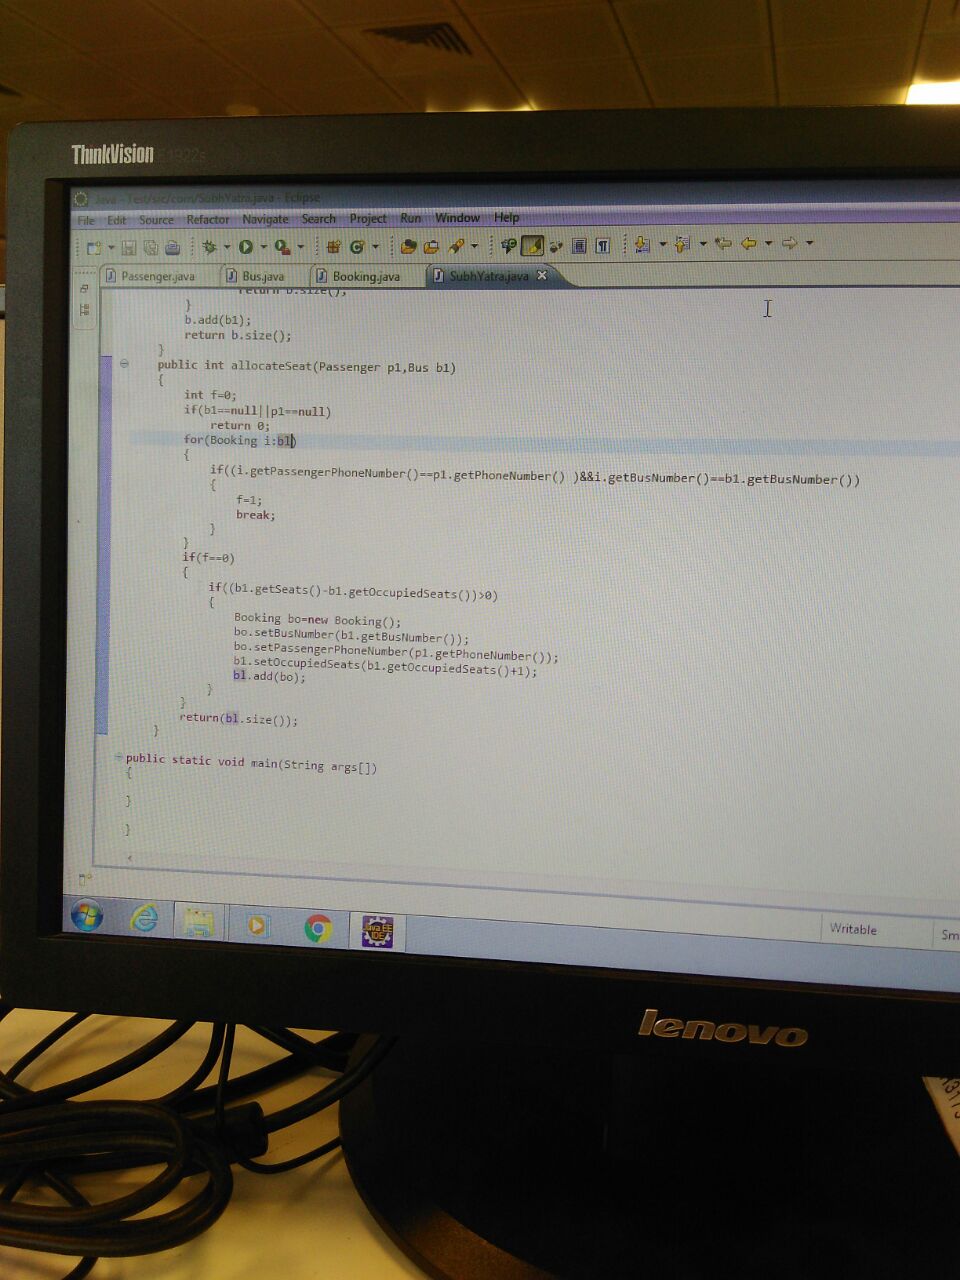 ThinkVision E1922s
Java - Test/src/com/SubhYatra.java - Eclipse
File Edit Source Refactor Navigate Search Project Run Window Help
Passenger.java Bus.java Booking.java SubhYatra.java
return b.size();
}
b.add(b1);
return b.size();
}
public int allocateSeat(Passenger p1,Bus b1)
{
int f=0;
if(b1==null||p1==null)
return 0;
for(Booking i:bl)
{
if((i.getPassengerPhoneNumber()==p1.getPhoneNumber() )&&i.getBusNumber()==b1.getBusNumber())
{
f=1;
break;
}
}
if(f==0)
{
if((b1.getSeats()-b1.getOccupiedSeats())>0)
{
Booking bo=new Booking();
bo.setBusNumber(b1.getBusNumber());
bo.setPassengerPhoneNumber(p1.getPhoneNumber());
b1.setOccupiedSeats(b1.getOccupiedSeats()+1);
bl.add(bo);
}
}
return(bl.size());
}
public static void main(String args[])
{
}
}
Writable
Sm
Java EE
IDE
lenovo